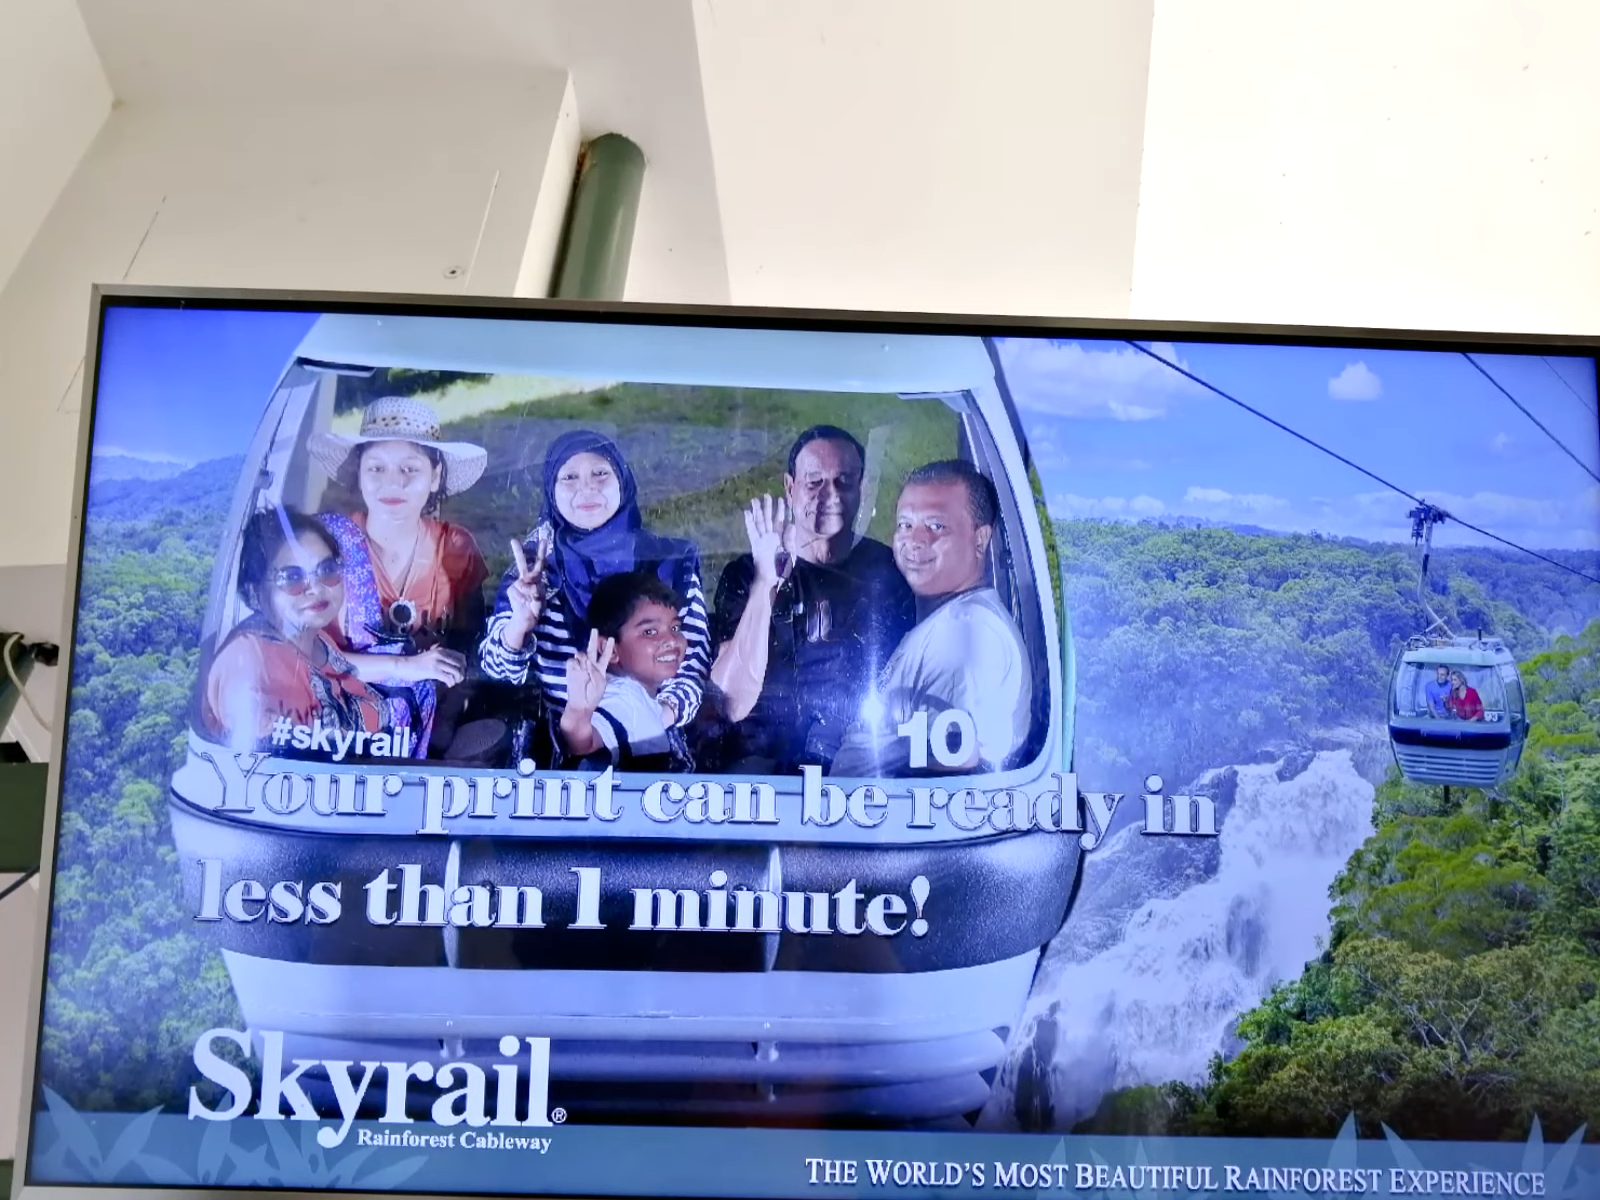 #skyrail
10
Your print can be ready in
less than 1 minute!
Skyrail®
Rainforest Cableway
THE WORLD'S MOST BEAUTIFUL RAINFOREST EXPERIENCE